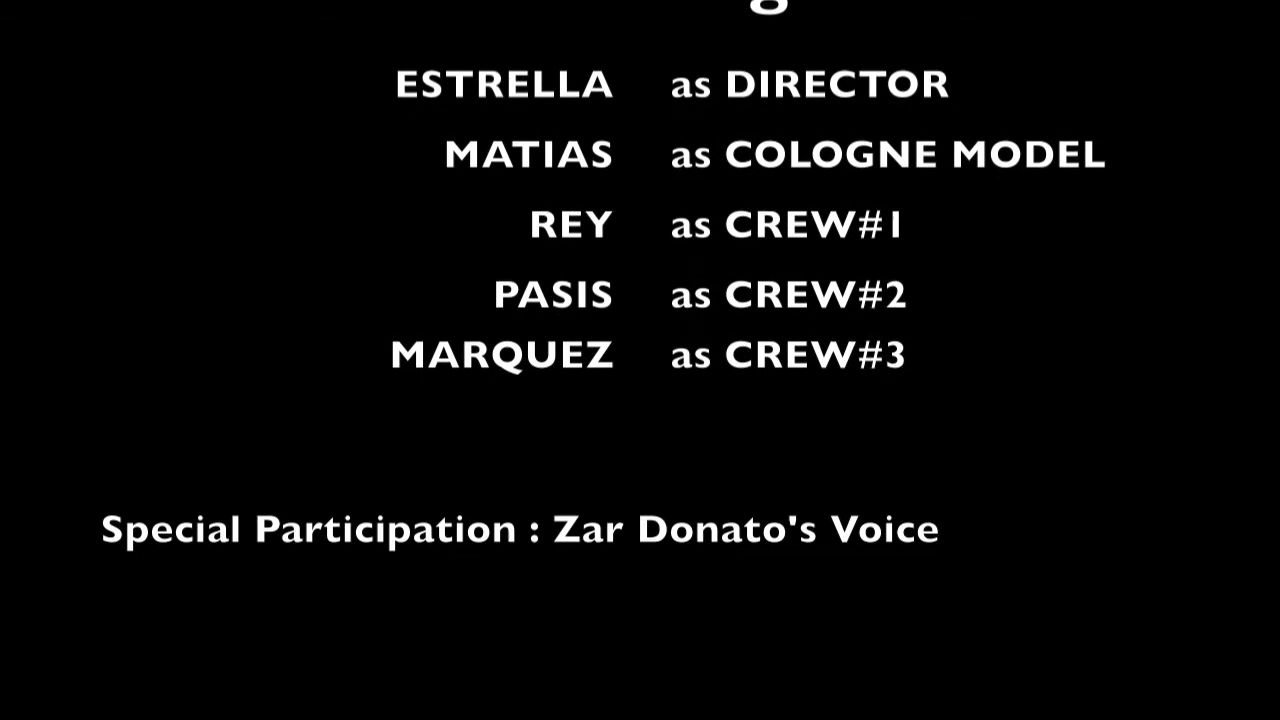 ESTRELLA as DIRECTOR
MATIAS as COLOGNE MODEL
REY as CREW#1
PASIS as CREW#2
MARQUEZ as CREW#3
Special Participation : Zar Donato's Voice